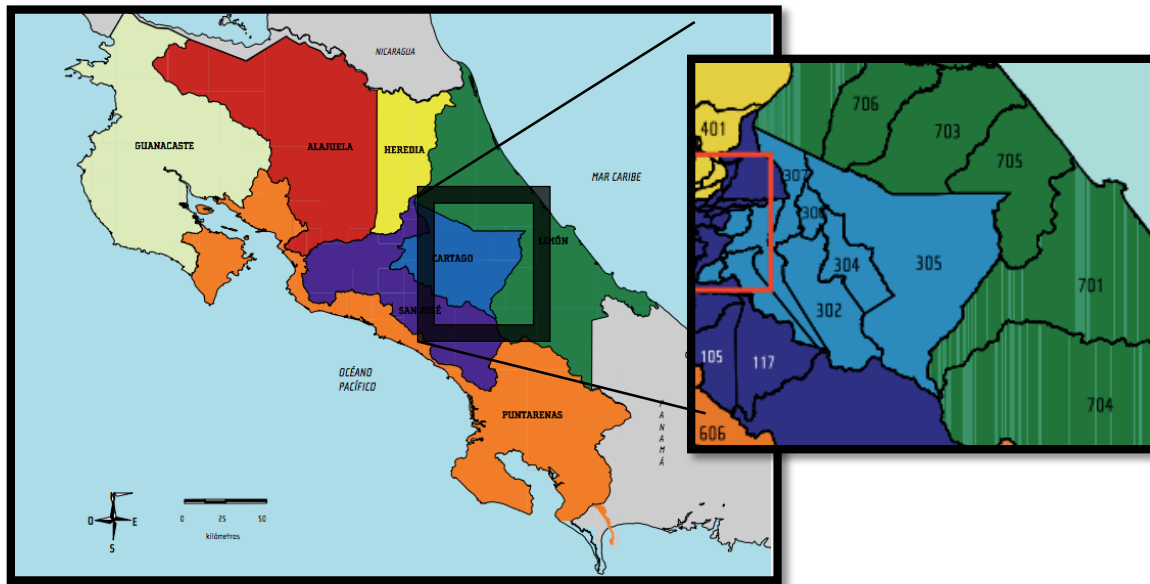 NICARAGUA
GUANACASTE
ALAJUELA
HEREDIA
MAR CARIBE
LIMÓN
CARTAGO
SAN JOSÉ
OCÉANO
PACÍFICO
PUNTARENAS
PANAMÁ
N
O
E
S
0 25 50
kilómetros
706
703
401
705
307
306
304
305
302
701
105
117
704
606